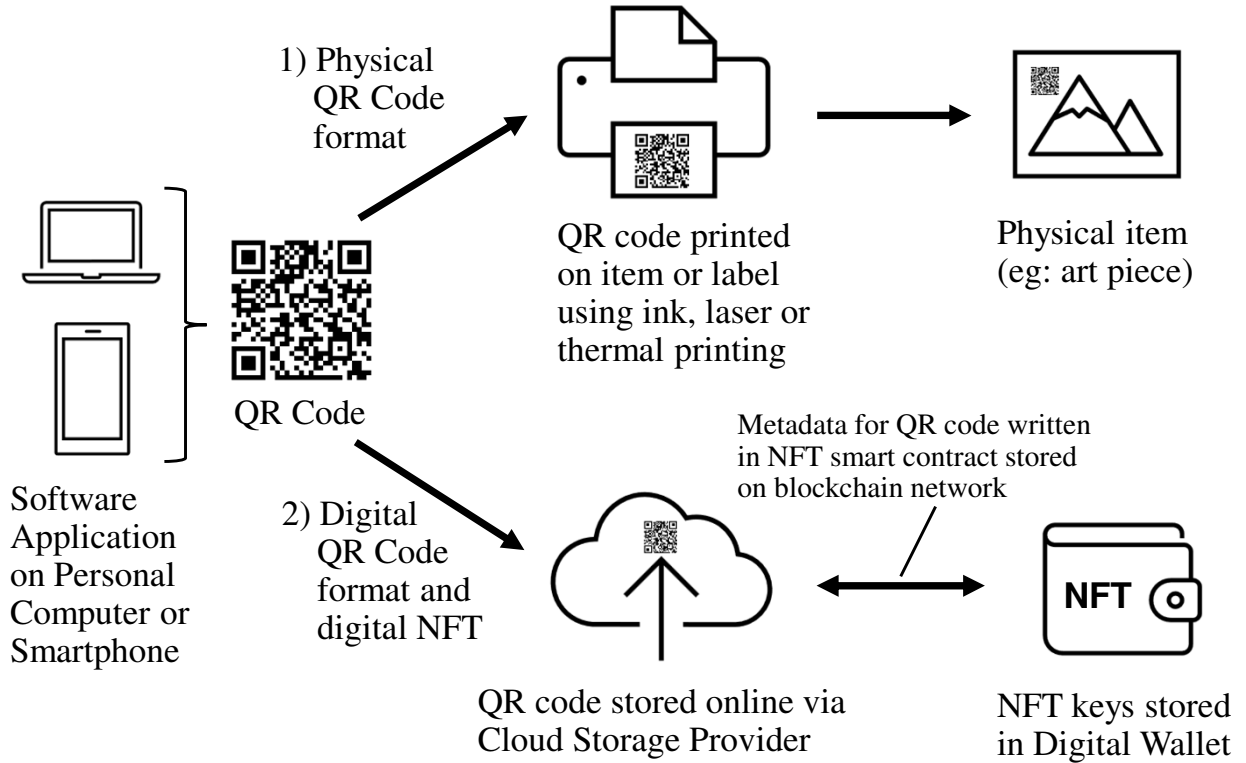 1) Physical
QR Code
format
QR code printed
on item or label
using ink, laser or
thermal printing
Physical item
(eg: art piece)
QR Code
Software
Application
on Personal
Computer or
Smartphone
2) Digital
QR Code
format and
digital NFT
Metadata for QR code written
in NFT smart contract stored
on blockchain network
NFT
QR code stored online via
Cloud Storage Provider
NFT keys stored
in Digital Wallet